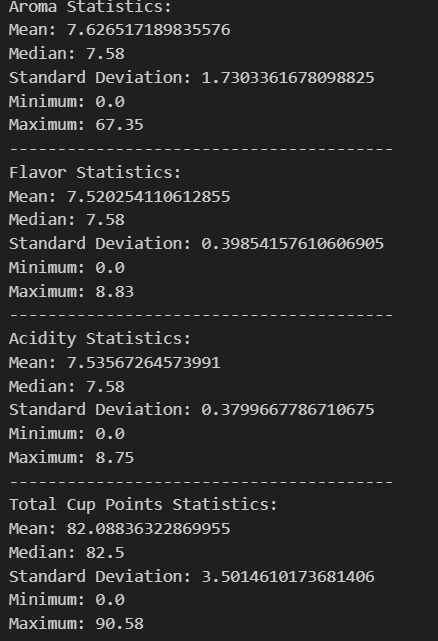 Aroma Statistics:
Mean: 7.626517189835576
Median: 7.58
Standard Deviation: 1.7303361678098825
Minimum: 0.0
Maximum: 67.35
----------------------------------------
Flavor Statistics:
Mean: 7.520254110612855
Median: 7.58
Standard Deviation: 0.39854157610606905
Minimum: 0.0
Maximum: 8.83
----------------------------------------
Acidity Statistics:
Mean: 7.53567264573991
Median: 7.58
Standard Deviation: 0.3799667786710675
Minimum: 0.0
Maximum: 8.75
----------------------------------------
Total Cup Points Statistics:
Mean: 82.08836322869955
Median: 82.5
Standard Deviation: 3.5014610173681406
Minimum: 0.0
Maximum: 90.58